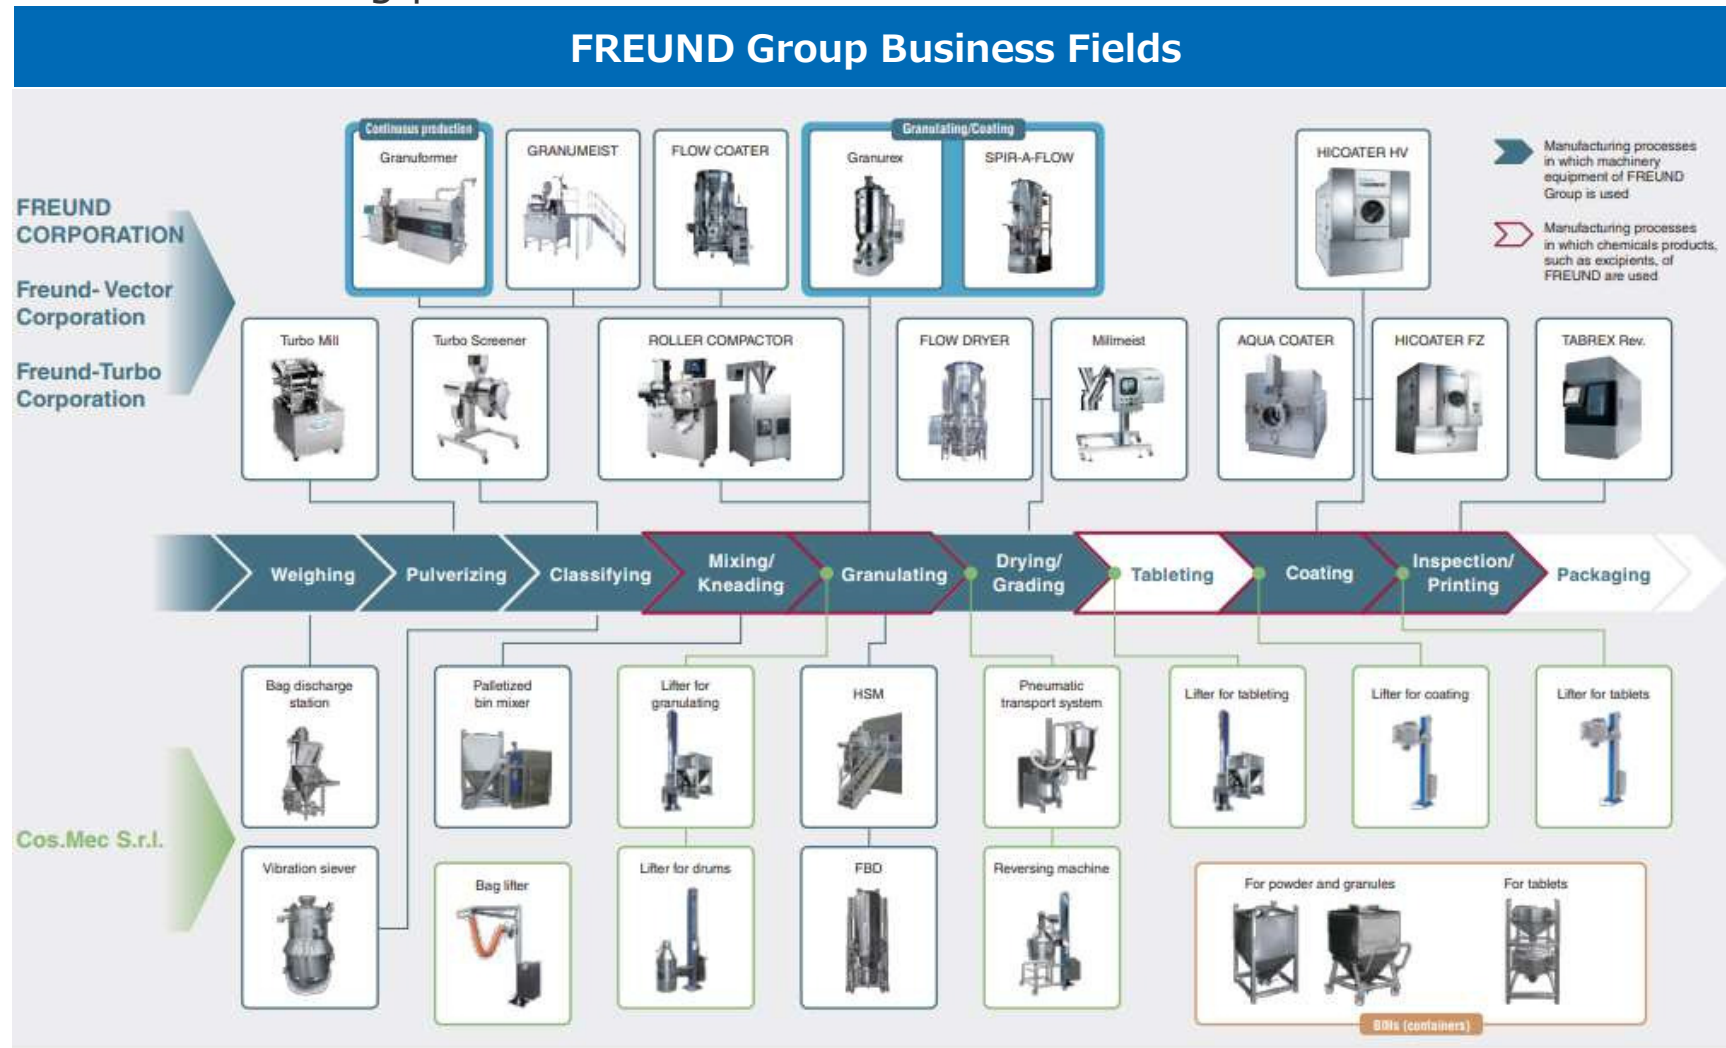 FREUND Group Business Fields
Continuous production
Granuformer
GRANUMEIST
FLOW COATER
Granulating/Coating
Granurex
SPIR-A-FLOW
HICOATER HV
Manufacturing processes
in which machinery
equipment of FREUND
Group is used
Manufacturing processes
in which chemicals products,
such as excipients, of
FREUND are used
FREUND
CORPORATION
Freund- Vector
Corporation
Freund-Turbo
Corporation
Turbo Mill
Turbo Screener
ROLLER COMPACTOR
FLOW DRYER
Millmeist
AQUA COATER
HICOATER FZ
TABREX Rev.
Weighing
Pulverizing
Classifying
Mixing/
Kneading
Granulating
Drying/
Grading
Tableting
Coating
Inspection/
Printing
Packaging
Cos.Mec S.r.l.
Bag discharge
station
Palletized
bin mixer
Lifter for
granulating
HSM
Pneumatic
transport system
Lifter for tableting
Lifter for coating
Lifter for tablets
Vibration siever
Bag lifter
Lifter for drums
FBD
Reversing machine
For powder and granules
For tablets
BINs (containers)